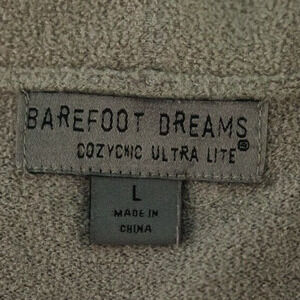 BAREFOOT DREAMS
COZYCHIC ULTRA LITE®
L
MADE IN
CHINA